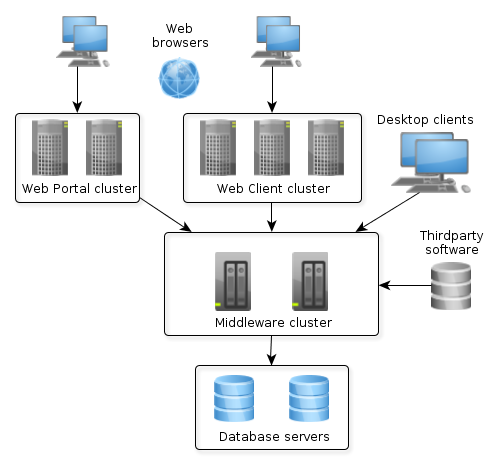 Web
browsers
Desktop clients
Web Portal cluster
Web Client cluster
Thirdparty
software
Middleware cluster
Database servers